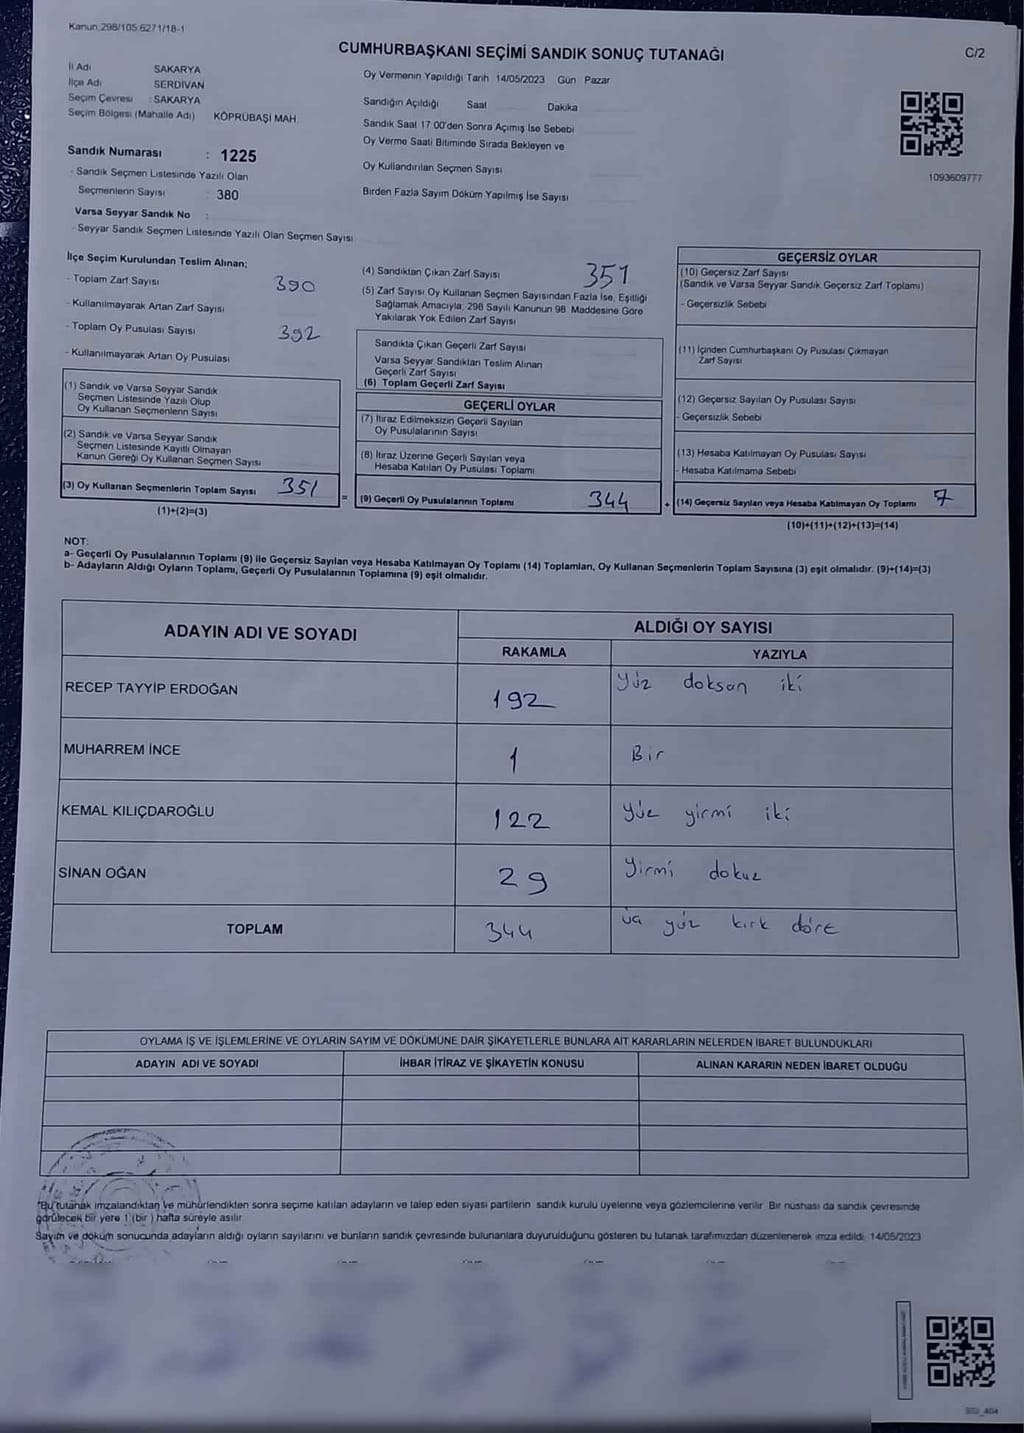 Kanun 298/105 6271/18-1
CUMHURBAŞKANI SEÇİMİ SANDIK SONUÇ TUTANAĞI
C/2
İl Adı SAKARYA
İlçe Adı SERDİVAN
Seçim Çevresi : SAKARYA
Seçim Bölgesi (Mahalle Adı) KÖPRÜBAŞI MAH
Oy Vermenin Yapıldığı Tarih 14/05/2023 Gün Pazar
Sandığın Açıldığı Saat Dakika
Sandık Saat 17 00'den Sonra Açımış İse Sebebi
Oy Verme Saati Bitiminde Sırada Bekleyen ve
Oy Kullandırılan Seçmen Sayısı
Birden Fazla Sayım Döküm Yapılmış İse Sayısı
1093609777
Sandık Numarası : 1225
- Sandık Seçmen Listesinde Yazılı Olan
Seçmenlerin Sayısı 380
Varsa Seyyar Sandık No :
- Seyyar Sandık Seçmen Listesinde Yazılı Olan Seçmen Sayısı
İlçe Seçim Kurulundan Teslim Alınan;
- Toplam Zarf Sayısı 390
- Kullanılmayarak Artan Zarf Sayısı
- Toplam Oy Pusulası Sayısı 392
- Kullanılmayarak Artan Oy Pusulası
(1) Sandık ve Varsa Seyyar Sandık
Seçmen Listesinde Yazılı Olup
Oy Kullanan Seçmenlerin Sayısı
(2) Sandık ve Varsa Seyyar Sandık
Seçmen Listesinde Kayıtlı Olmayan
Kanun Gereği Oy Kullanan Seçmen Sayısı
(3) Oy Kullanan Seçmenlerin Toplam Sayısı 351
(1)+(2)=(3)
(4) Sandıktan Çıkan Zarf Sayısı 351
(5) Zarf Sayısı Oy Kullanan Seçmen Sayısından Fazla İse, Eşitliği
Sağlamak Amacıyla, 298 Sayılı Kanunun 98 Maddesine Göre
Yakılarak Yok Edilen Zarf Sayısı
Sandıkta Çıkan Geçerli Zarf Sayısı
Varsa Seyyar Sandıktan Teslim Alınan
Geçerli Zarf Sayısı
(6) Toplam Geçerli Zarf Sayısı
GEÇERLİ OYLAR
(7) İtiraz Edilmeksizin Geçerli Sayılan
Oy Pusulalarının Sayısı
(8) İtiraz Üzerine Geçerli Sayılan veya
Hesaba Katılan Oy Pusulası Toplamı
= (9) Geçerli Oy Pusulalarının Toplamı 344
GEÇERSİZ OYLAR
(10) Geçersiz Zarf Sayısı
(Sandık ve Varsa Seyyar Sandık Geçersiz Zarf Toplamı)
- Geçersizlik Sebebi
(11) İçinden Cumhurbaşkanı Oy Pusulası Çıkmayan
Zarf Sayısı
(12) Geçersiz Sayılan Oy Pusulası Sayısı
- Geçersizlik Sebebi
(13) Hesaba Katılmayan Oy Pusulası Sayısı
- Hesaba Katılmama Sebebi
+ (14) Geçersiz Sayılan veya Hesaba Katılmayan Oy Toplamı 7
(10)+(11)+(12)+(13)=(14)
NOT:
a- Geçerli Oy Pusulalarının Toplamı (9) ile Geçersiz Sayılan veya Hesaba Katılmayan Oy Toplamı (14) Toplamları, Oy Kullanan Seçmenlerin Toplam Sayısına (3) eşit olmalıdır. (9)+(14)=(3)
b- Adayların Aldığı Oyların Toplamı, Geçerli Oy Pusulalarının Toplamına (9) eşit olmalıdır.
ADAYIN ADI VE SOYADI
ALDIĞI OY SAYISI
RAKAMLA YAZIYLA
RECEP TAYYİP ERDOĞAN 192 Yüz doksan iki
MUHARREM İNCE 1 Bir
KEMAL KILIÇDAROĞLU 122 Yüz yirmi iki
SİNAN OĞAN 29 Yirmi dokuz
TOPLAM 344 yüz kırk dört
OYLAMA İŞ VE İŞLEMLERİNE VE OYLARIN SAYIM VE DÖKÜMÜNE DAİR ŞİKAYETLERLE BUNLARA AİT KARARLARIN NELERDEN İBARET BULUNDUKLARI
ADAYIN ADI VE SOYADI İHBAR İTİRAZ VE ŞİKAYETİN KONUSU ALINAN KARARIN NEDEN İBARET OLDUĞU
*Bu tutanak imzalandıktan ve mühürlendikten sonra seçime katılan adayların ve talep eden siyasi partilerin sandık kurulu üyelerine veya gözlemcilerine verilir. Bir nüshası da sandık çevresinde
görülecek bir yere 1 (bir) hafta süreyle asılır.
Sayım ve döküm sonucunda adayların aldığı oyların sayılarını ve bunların sandık çevresinde bulunanlara duyurulduğunu gösteren bu tutanak tarafımızdan düzenlenerek imza edildi. 14/05/2023